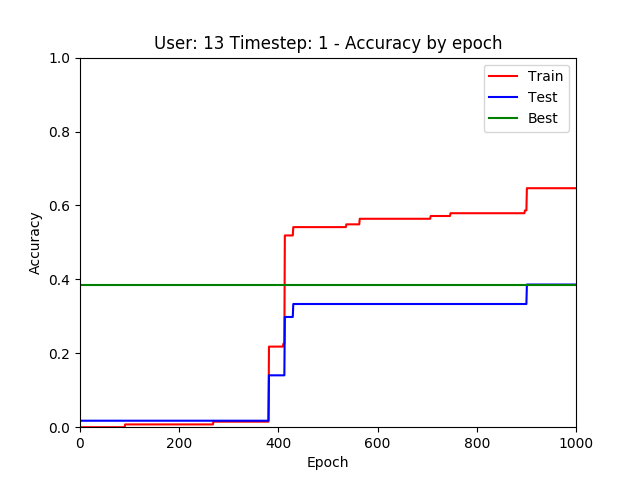 User: 13 Timestep: 1 - Accuracy by epoch
Train
Test
Best
1.0
0.8
0.6
0.4
0.2
0.0
Accuracy
0 200 400 600 800 1000
Epoch